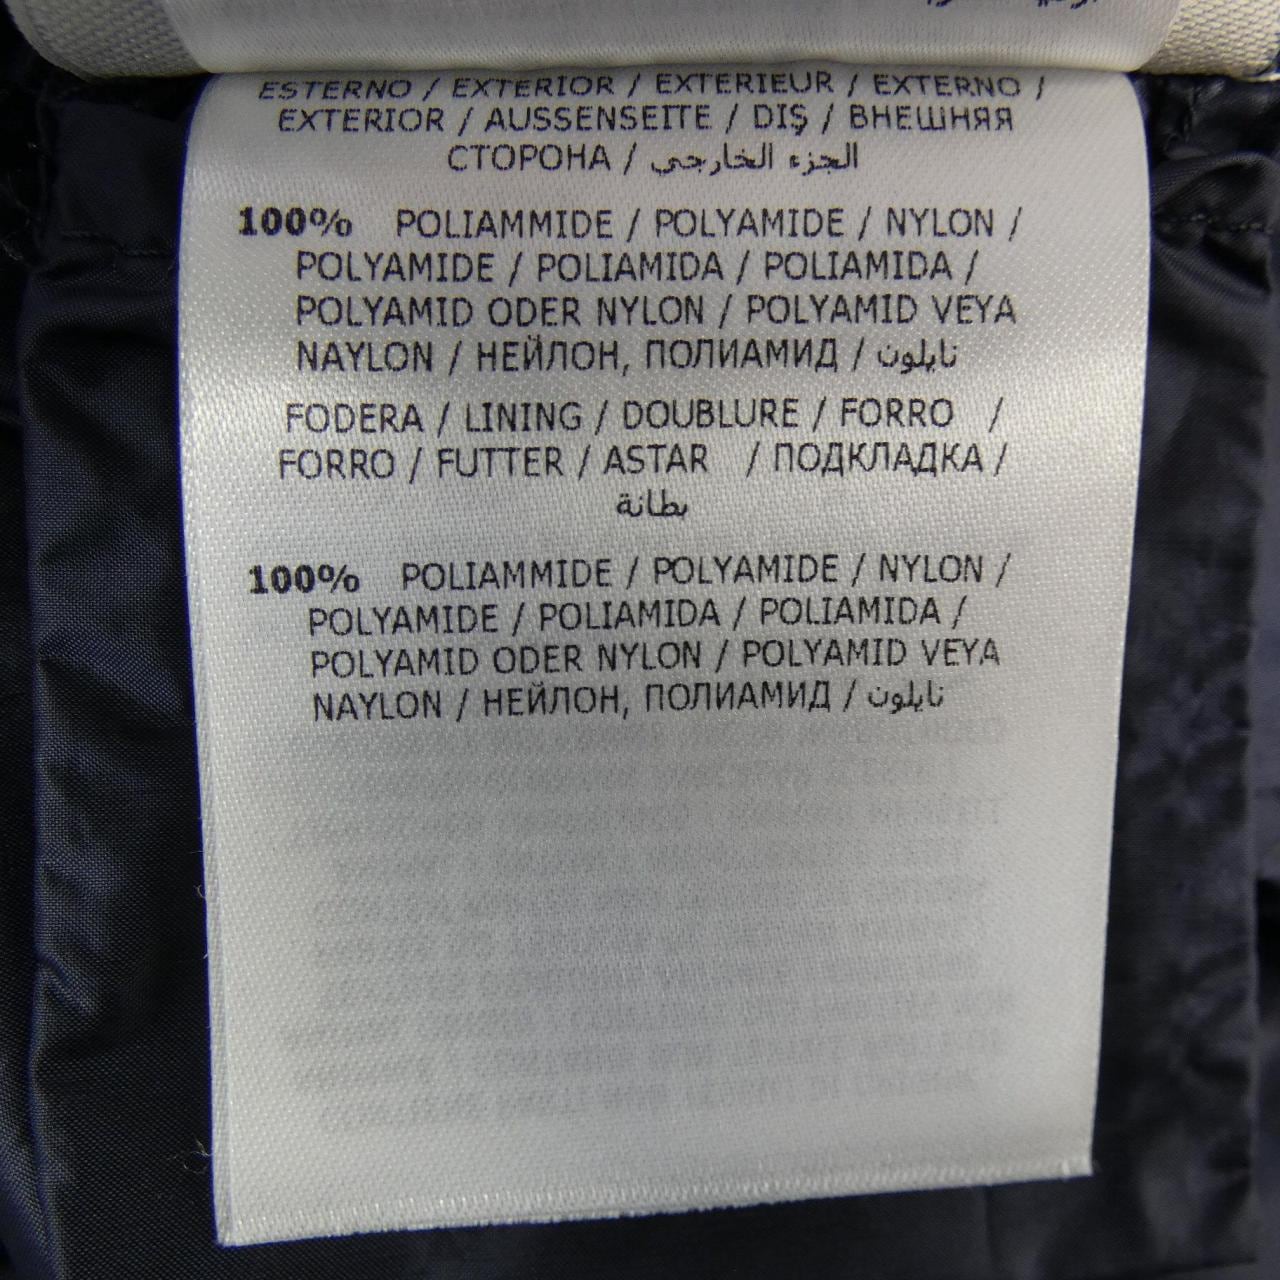 ESTERNO / EXTERIOR / EXTERIEUR / EXTERNO /
EXTERIOR / AUSSENSEITE / DIŞ / ВНЕШНЯЯ
СТОРОНА / الجزء الخارجي
100% POLIAMMIDE / POLYAMIDE / NYLON /
POLYAMIDE / POLIAMIDA / POLIAMIDA /
POLYAMID ODER NYLON / POLYAMID VEYA
NAYLON / НЕЙЛОН, ПОЛИАМИД / نايلون
FODERA / LINING / DOUBLURE / FORRO /
FORRO / FUTTER / ASTAR / ПОДКЛАДКА /
بطانة
100% POLIAMMIDE / POLYAMIDE / NYLON /
POLYAMIDE / POLIAMIDA / POLIAMIDA /
POLYAMID ODER NYLON / POLYAMID VEYA
NAYLON / НЕЙЛОН, ПОЛИАМИД / نايلون